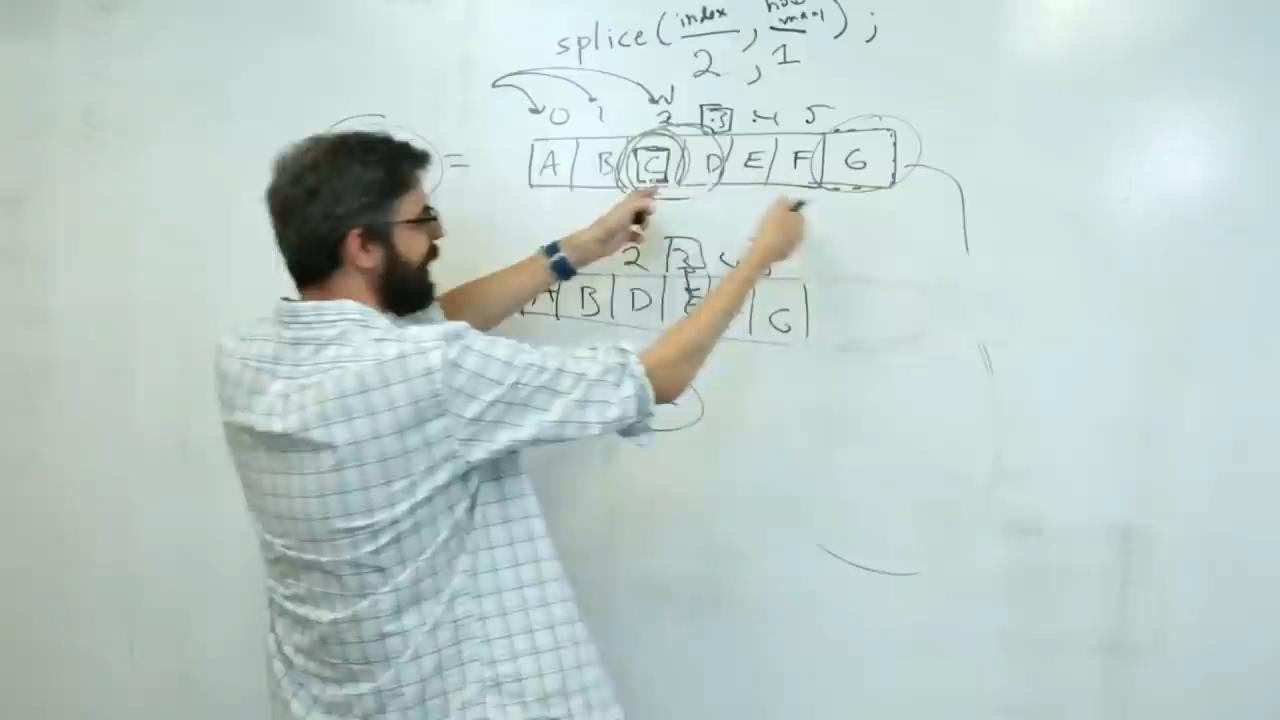 splice(index, how many);
2, 1
0 1 2 3 4 5
= A B C D E F G
2 3
A B D E G